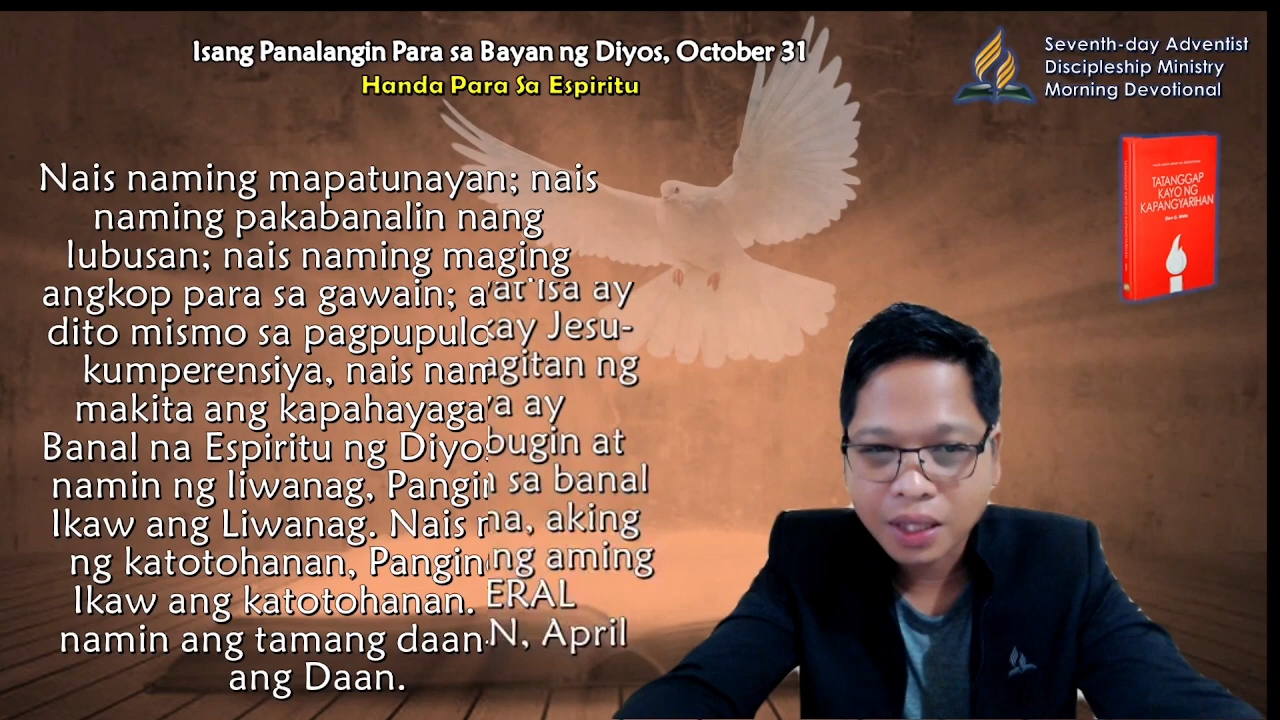 Isang Panalangin Para sa Bayan ng Diyos, October 31
Handa Para Sa Espiritu
Seventh-day Adventist
Discipleship Ministry
Morning Devotional
TATANGGAP
KAYO NG
KAPANGYARIHAN
Ellen G. White
Nais naming mapatunayan; nais
naming pakabanalin nang
lubusan; nais naming maging
angkop para sa gawain; a
dito mismo sa pagpupulo
kumperensiya, nais nam
makita ang kapahayaga
Banal na Espiritu ng Diyo
namin ng liwanag, Pangin
Ikaw ang Liwanag. Nais n
ng katotohanan, Pangin
Ikaw ang katotohanan.
namin ang tamang daan
ang Daan.
at isa ay
kay Jesu-
agitan ng
ya ay
bugin at
sa banal
na, aking
ng aming
ERAL
N, April